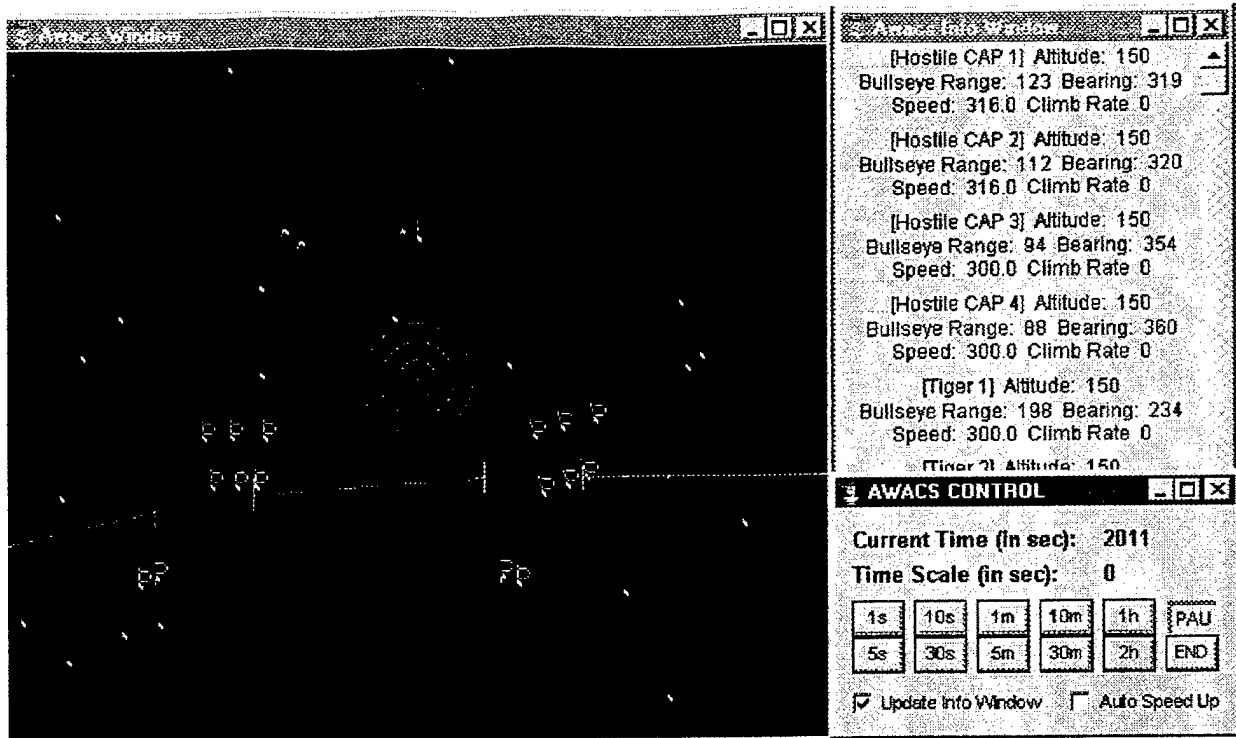 Awacs Window
Awacs Info Window
[Hostile CAP 1] Altitude: 150
Bullseye Range: 123 Bearing: 319
Speed: 316.0 Climb Rate 0
[Hostile CAP 2] Altitude: 150
Bullseye Range: 112 Bearing: 320
Speed: 316.0 Climb Rate 0
[Hostile CAP 3] Altitude: 150
Bullseye Range: 94 Bearing: 354
Speed: 300.0 Climb Rate 0
[Hostile CAP 4] Altitude: 150
Bullseye Range: 88 Bearing: 360
Speed: 300.0 Climb Rate 0
[Tiger 1] Altitude: 150
Bullseye Range: 198 Bearing: 234
Speed: 300.0 Climb Rate 0
[Tiger 2] Altitude: 150
AWACS CONTROL
Current Time (in sec): 2011
Time Scale (in sec): 0
1s 10s 1m 10m 1h PAU
5s 30s 5m 30m 2h END
Update Info Window Auto Speed Up